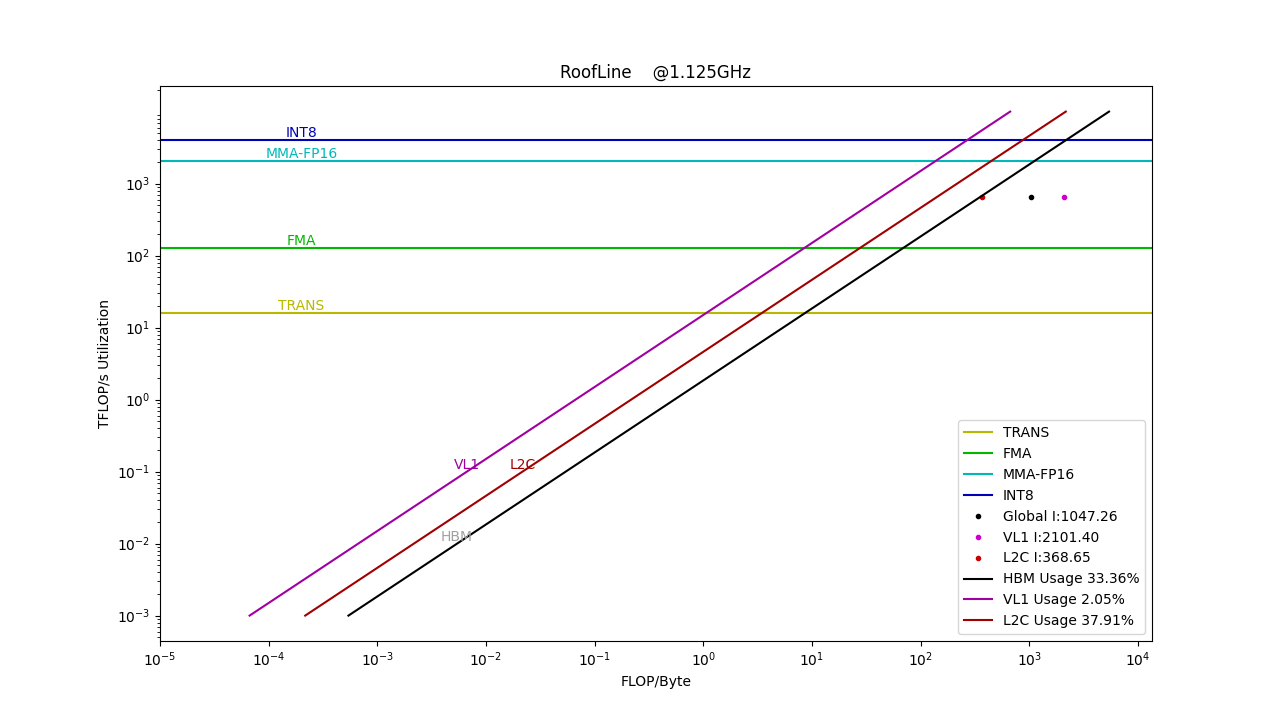 RoofLine    @1.125GHz
INT8
MMA-FP16
FMA
TRANS
VL1
L2C
HBM
10³
10²
10¹
10⁰
10⁻¹
10⁻²
10⁻³
TFLOP/s Utilization
10⁻⁵
10⁻⁴
10⁻³
10⁻²
10⁻¹
10⁰
10¹
10²
10³
10⁴
FLOP/Byte
TRANS
FMA
MMA-FP16
INT8
Global I:1047.26
VL1 I:2101.40
L2C I:368.65
HBM Usage 33.36%
VL1 Usage 2.05%
L2C Usage 37.91%